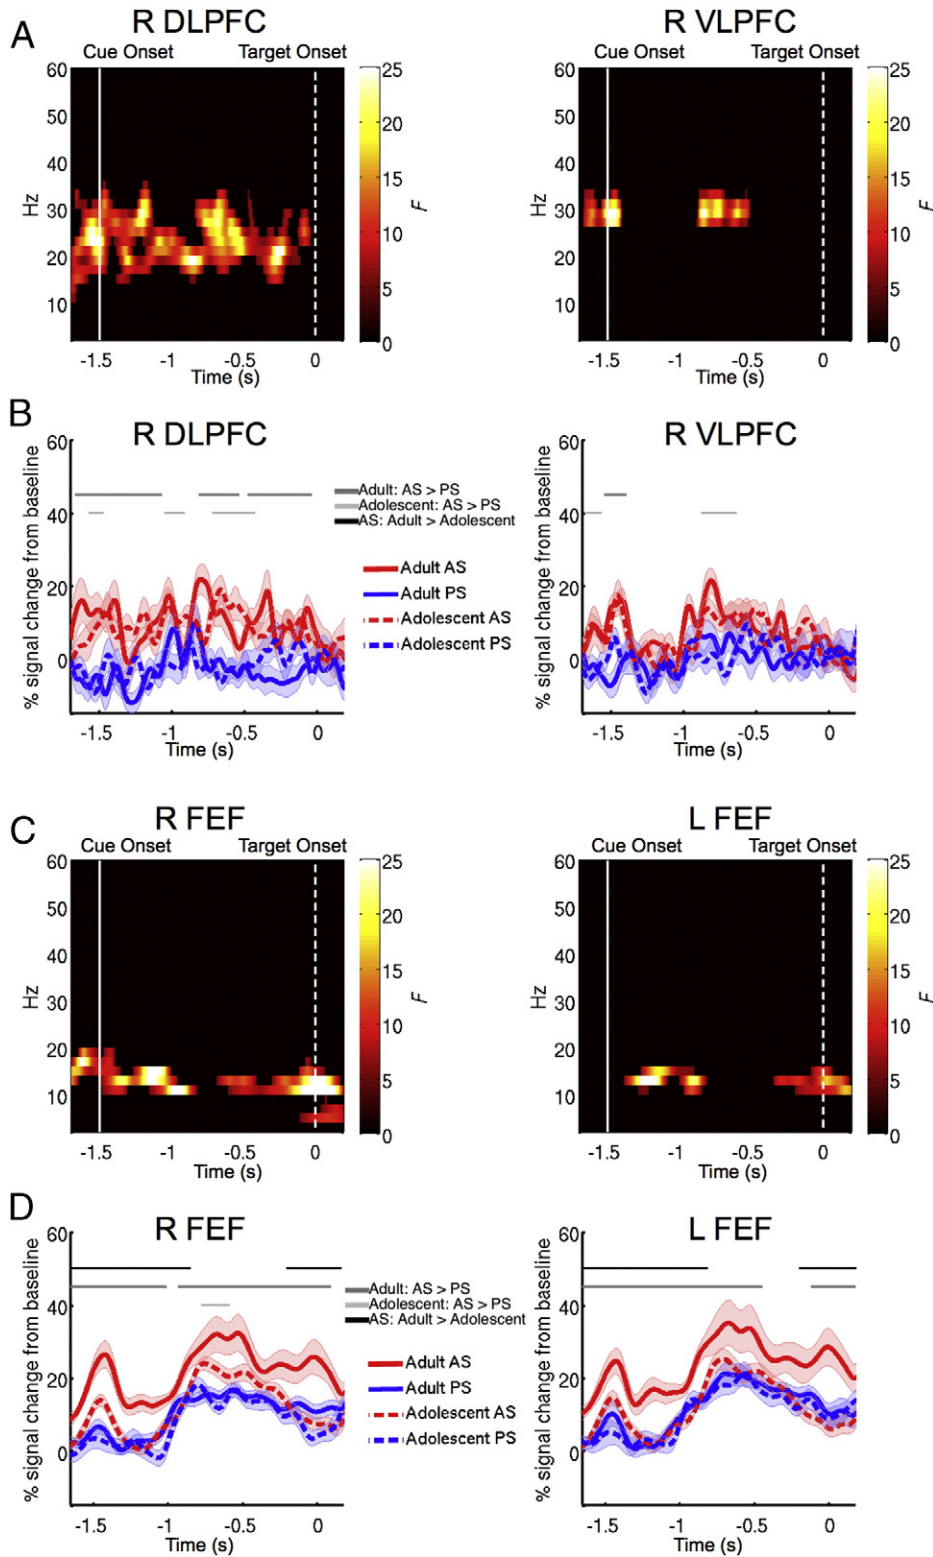 A
R DLPFC
Cue Onset Target Onset
60
50
40
30
20
10
Hz
-1.5 -1 -0.5 0
Time (s)
25
20
15
10
5
0
F
R VLPFC
Cue Onset Target Onset
60
50
40
30
20
10
Hz
-1.5 -1 -0.5 0
Time (s)
25
20
15
10
5
0
F
B
R DLPFC
% signal change from baseline
60
40
20
0
-1.5 -1 -0.5 0
Time (s)
Adult: AS > PS
Adolescent: AS > PS
AS: Adult > Adolescent
Adult AS
Adult PS
Adolescent AS
Adolescent PS
R VLPFC
% signal change from baseline
60
40
20
0
-1.5 -1 -0.5 0
Time (s)
C
R FEF
Cue Onset Target Onset
60
50
40
30
20
10
Hz
-1.5 -1 -0.5 0
Time (s)
25
20
15
10
5
0
F
L FEF
Cue Onset Target Onset
60
50
40
30
20
10
Hz
-1.5 -1 -0.5 0
Time (s)
25
20
15
10
5
0
F
D
R FEF
% signal change from baseline
60
40
20
0
-1.5 -1 -0.5 0
Time (s)
Adult: AS > PS
Adolescent: AS > PS
AS: Adult > Adolescent
Adult AS
Adult PS
Adolescent AS
Adolescent PS
L FEF
% signal change from baseline
60
40
20
0
-1.5 -1 -0.5 0
Time (s)